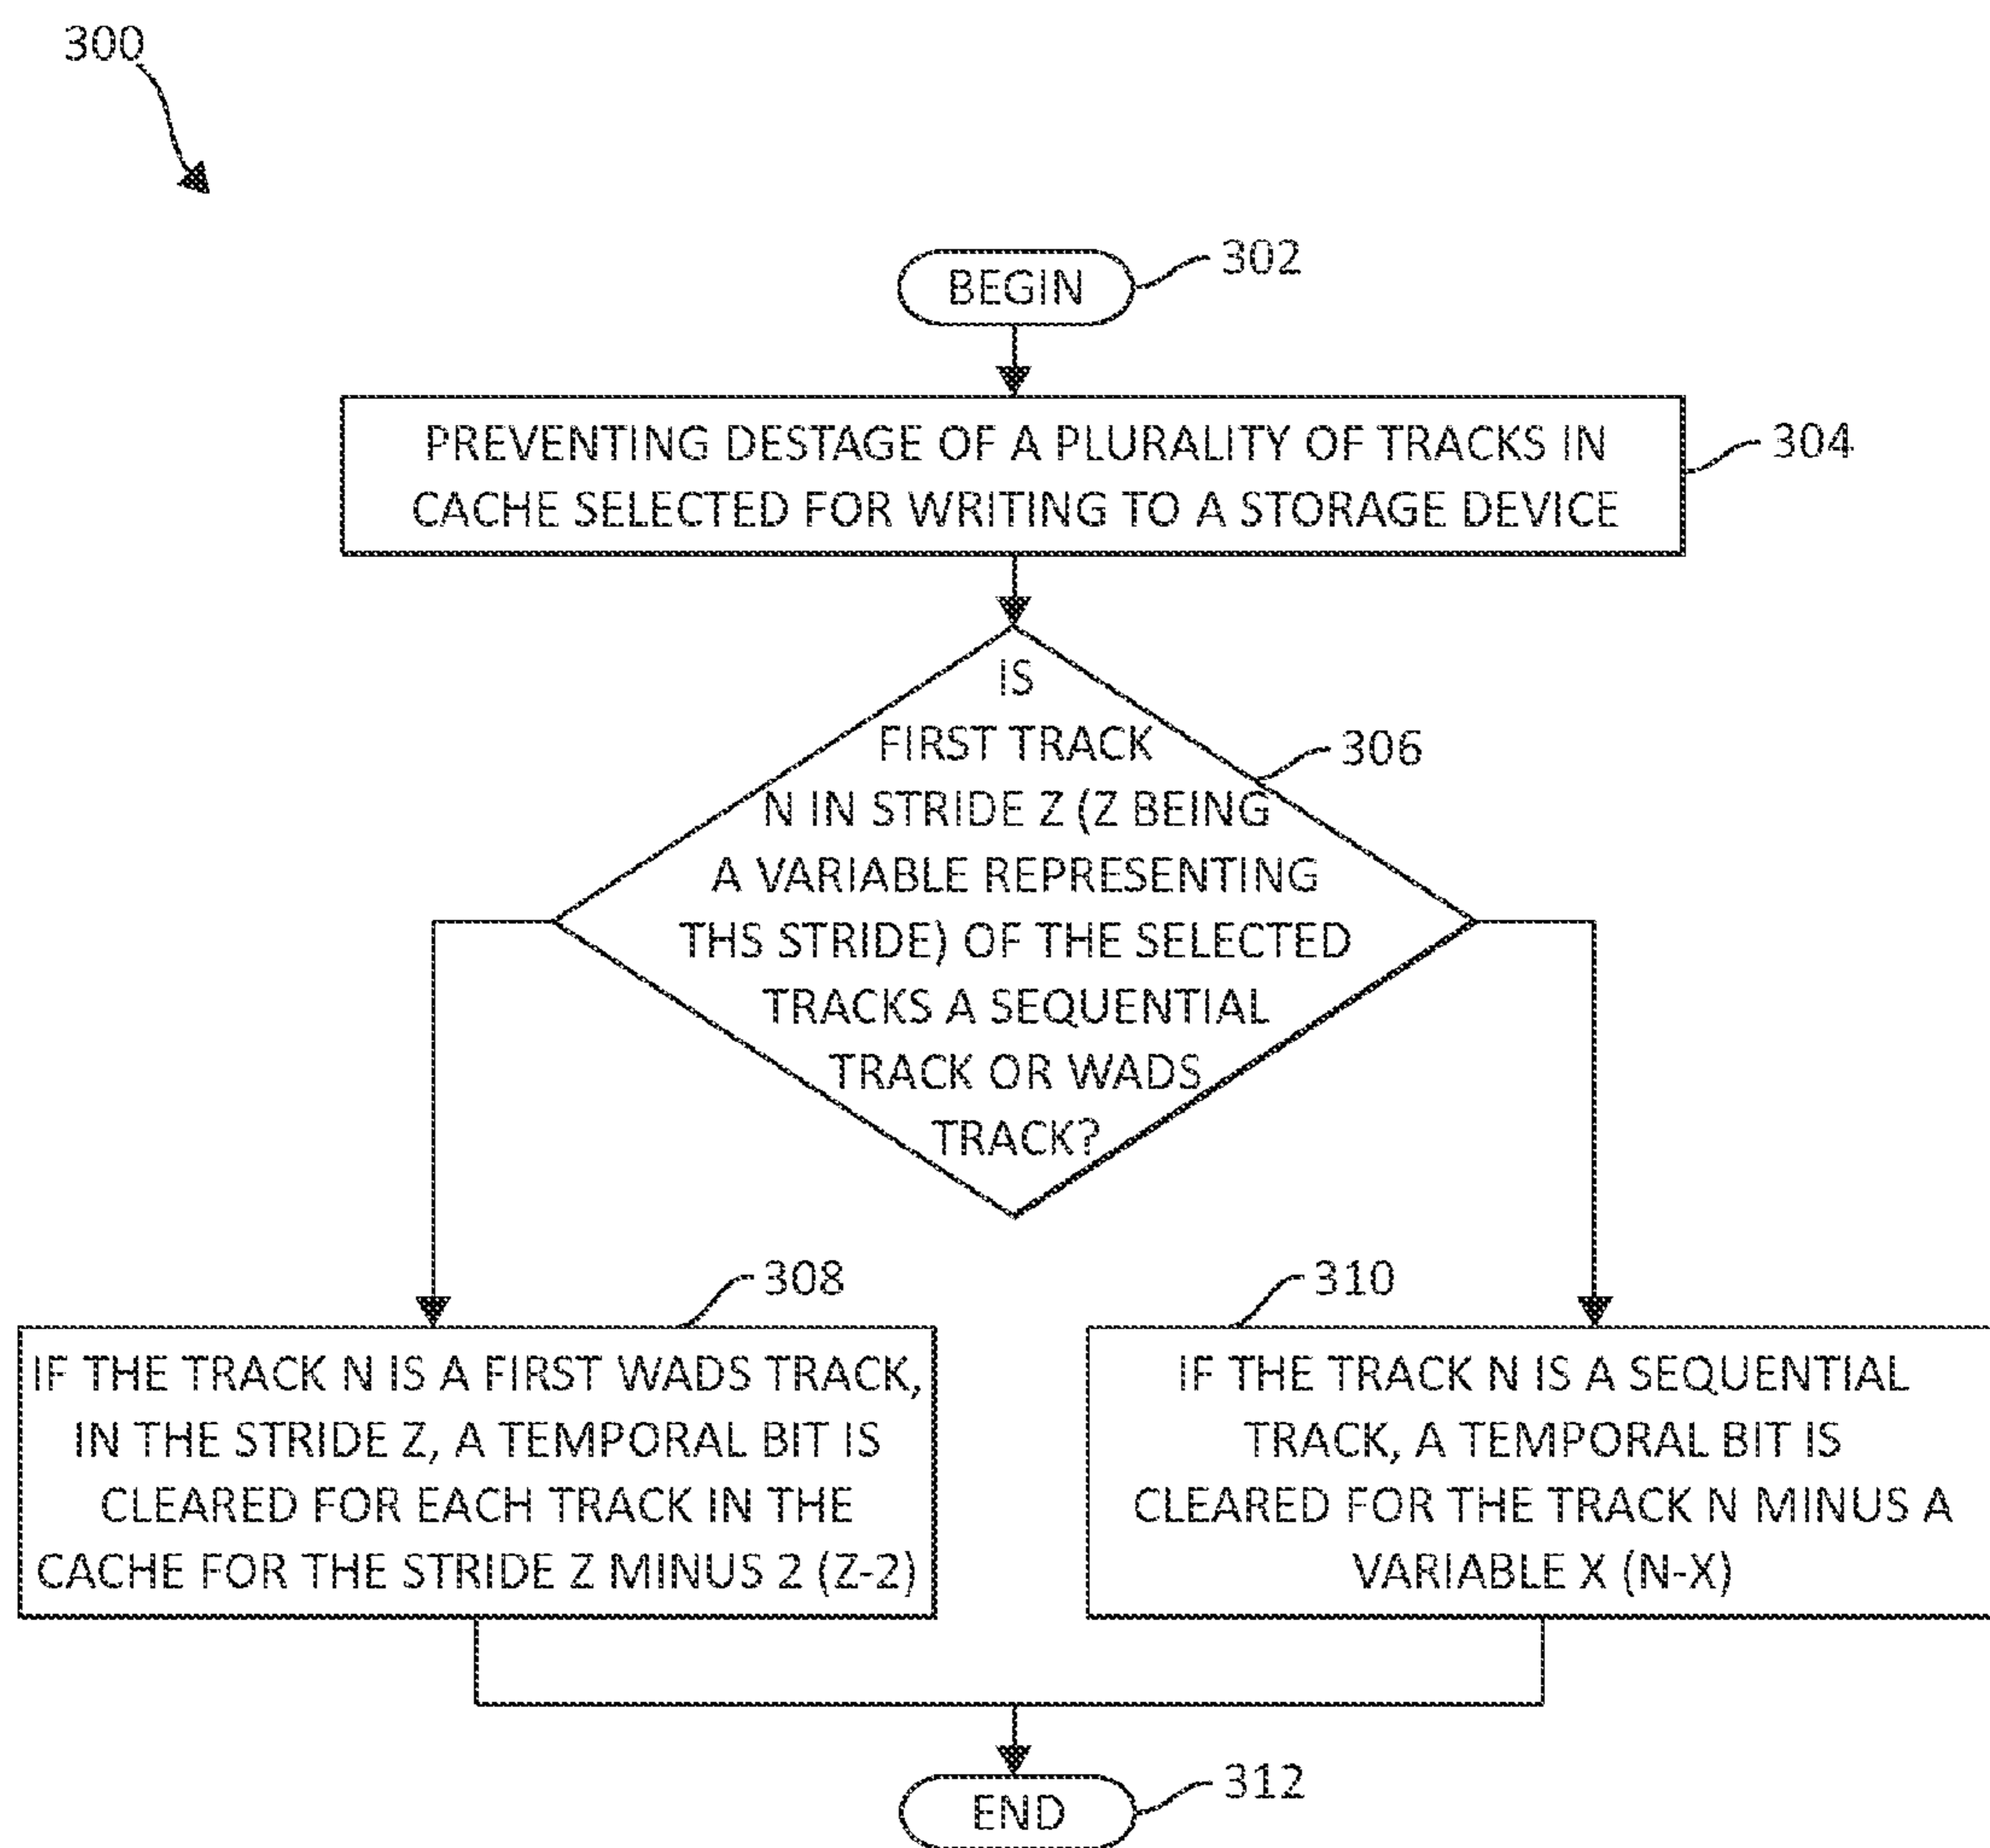 300
BEGIN
302
PREVENTING DESTAGE OF A PLURALITY OF TRACKS IN
CACHE SELECTED FOR WRITING TO A STORAGE DEVICE
304
IS
FIRST TRACK
N IN STRIDE Z (Z BEING
A VARIABLE REPRESENTING
THS STRIDE) OF THE SELECTED
TRACKS A SEQUENTIAL
TRACK OR WADS
TRACK?
306
308
IF THE TRACK N IS A FIRST WADS TRACK,
IN THE STRIDE Z, A TEMPORAL BIT IS
CLEARED FOR EACH TRACK IN THE
CACHE FOR THE STRIDE Z MINUS 2 (Z-2)
310
IF THE TRACK N IS A SEQUENTIAL
TRACK, A TEMPORAL BIT IS
CLEARED FOR THE TRACK N MINUS A
VARIABLE X (N-X)
END
312